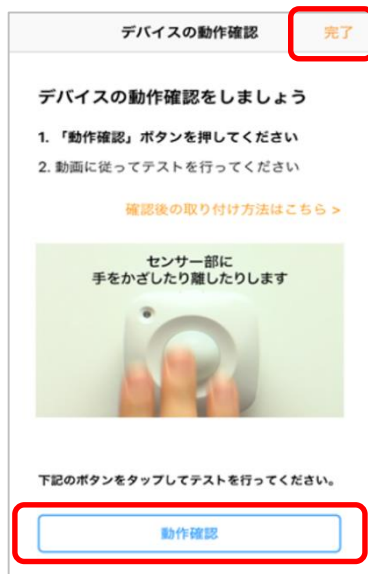 デバイスの動作確認
完了
デバイスの動作確認をしましょう
1. 「動作確認」ボタンを押してください
2. 動画に従ってテストを行ってください
確認後の取り付け方法はこちら >
センサー部に
手をかざしたり離したりします
下記のボタンをタップしてテストを行ってください。
動作確認